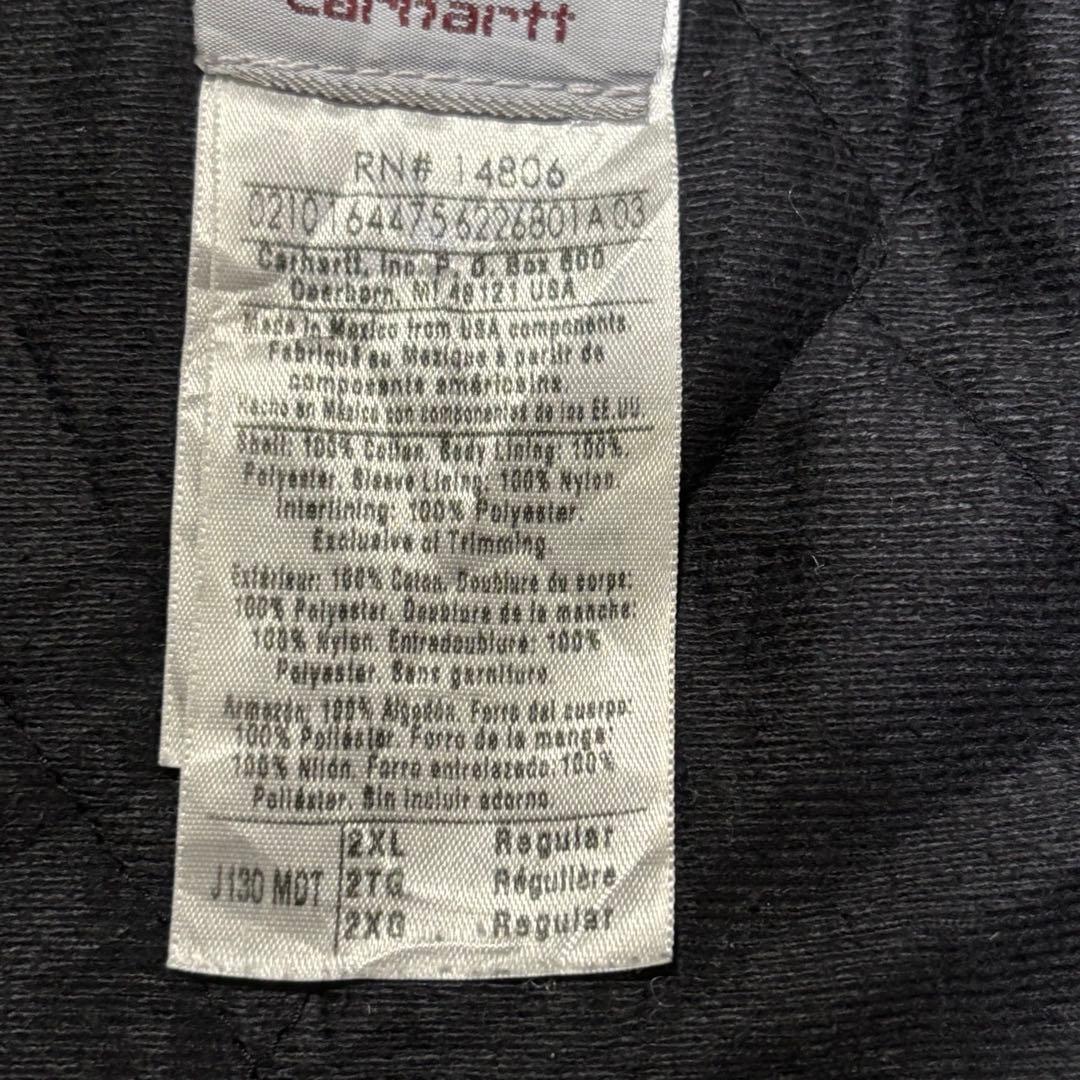 carhartt
RN# 14806
02101644756226801A 03
Carhartt, Inc. P. O. Box 600
Dearborn, MI 48121 USA
Made in Mexico from USA components.
Fabriqué au Mexique à partir de
composants américains.
Hecho en México con componentes de los EE.UU.
Shell: 100% Cotton. Body Lining: 100%
Polyester. Sleeve Lining: 100% Nylon.
Interlining: 100% Polyester.
Exclusive of Trimming.
Extérieur: 100% Coton. Doublure du corps:
100% Polyester. Doublure de la manche:
100% Nylon. Entredoublure: 100%
Polyester. Sans garniture.
Armazón: 100% Algodón. Forro del cuerpo:
100% Poliéster. Forro de la manga:
100% Nilón. Forro entrelazado: 100%
Poliéster. Sin incluir adorno.
J130 MDT
2XL Regular
2TG Régulière
2XG Regular